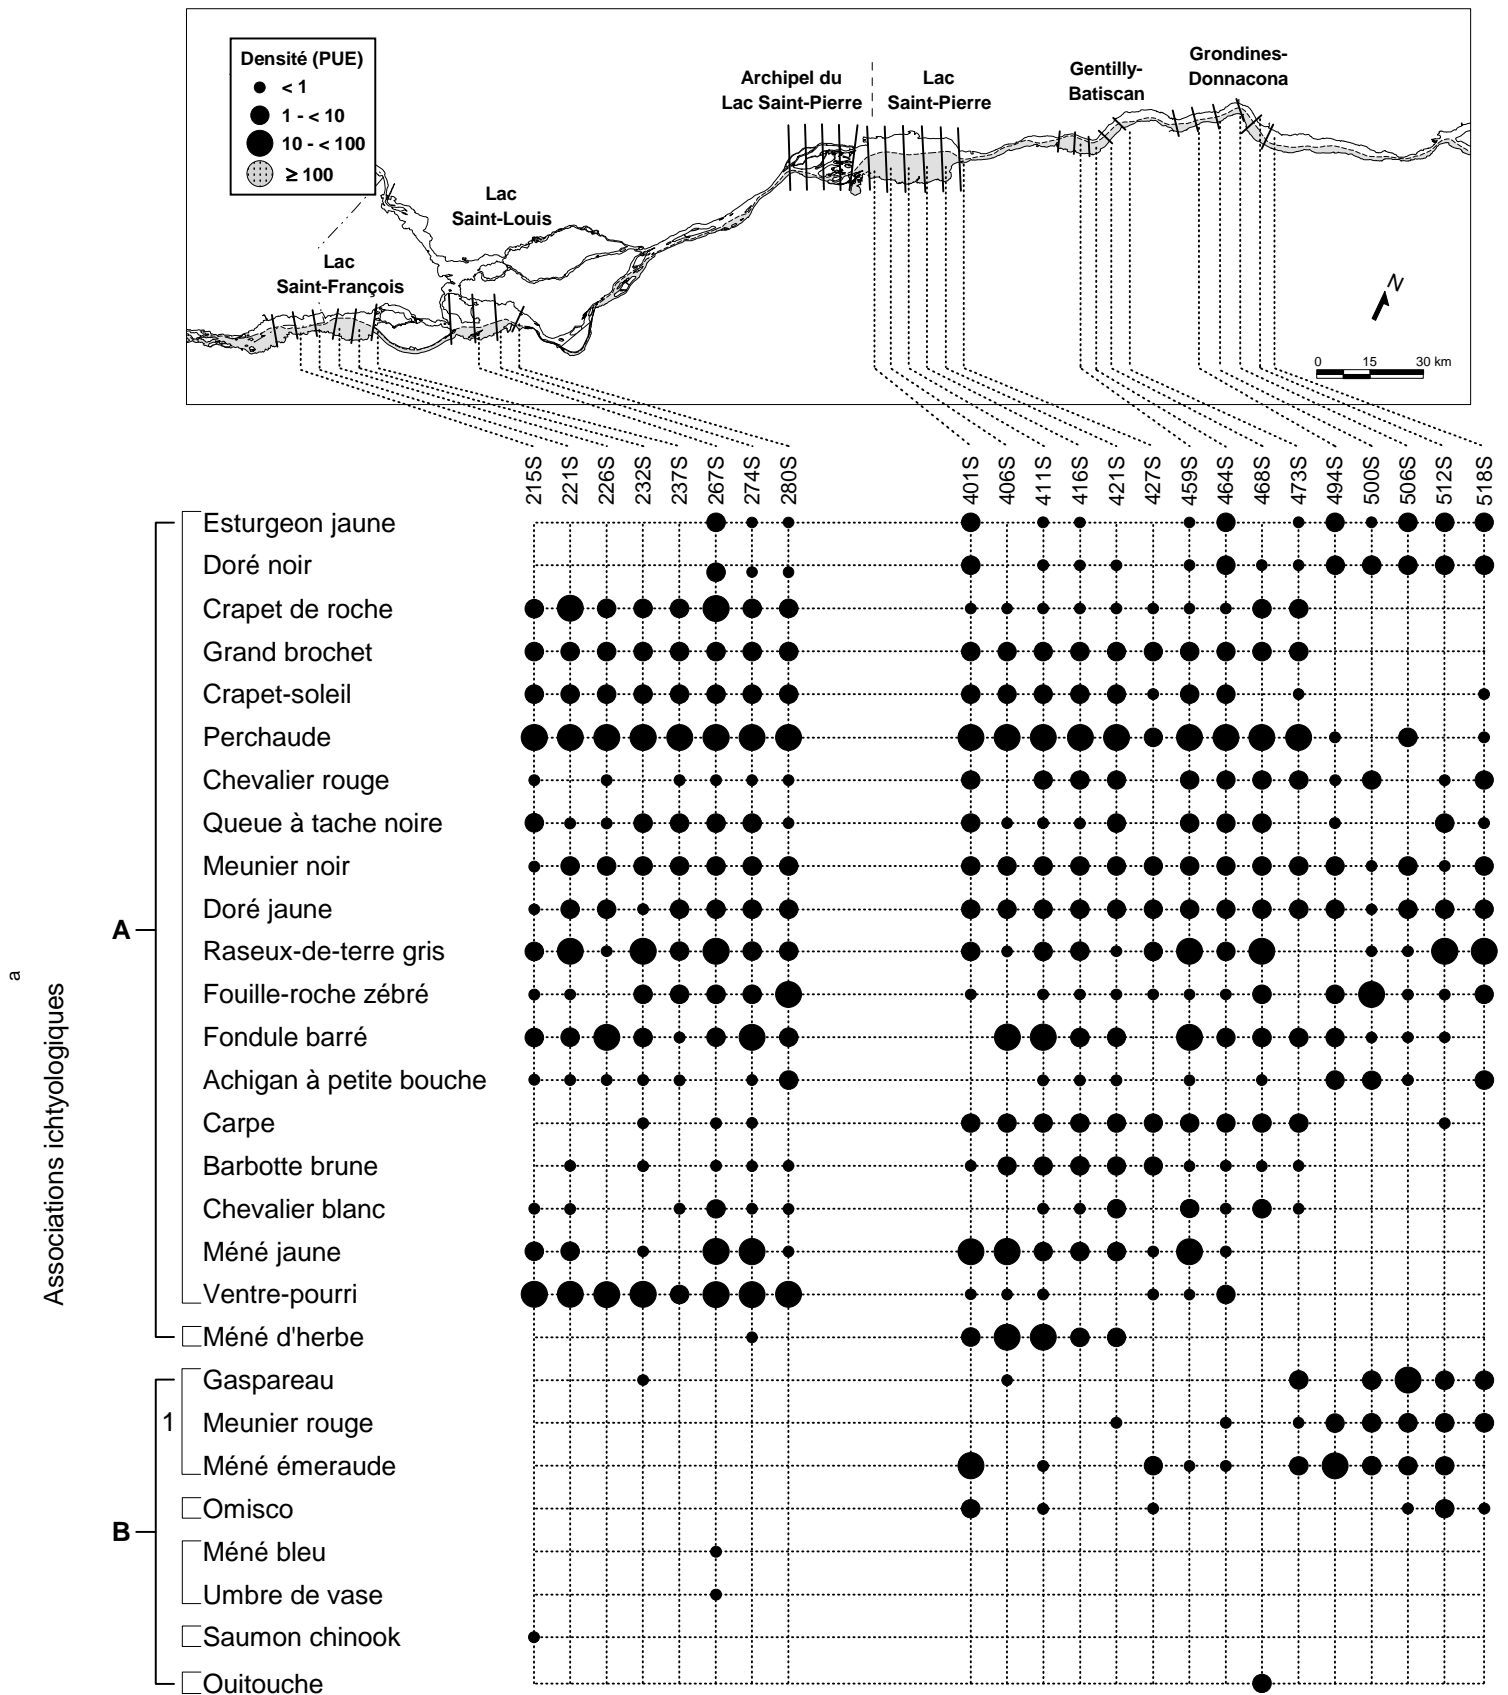 Densité (PUE)
< 1
1 - < 10
10 - < 100
≥ 100
Lac
Saint-François
Lac
Saint-Louis
Archipel du
Lac Saint-Pierre
Lac
Saint-Pierre
Gentilly-
Batiscan
Grondines-
Donnacona
N
0 15 30 km
215S 221S 226S 232S 237S 267S 274S 280S 401S 406S 411S 416S 421S 427S 459S 464S 468S 473S 494S 500S 506S 512S 518S
Associations ichtyologiques a
A
Esturgeon jaune
Doré noir
Crapet de roche
Grand brochet
Crapet-soleil
Perchaude
Chevalier rouge
Queue à tache noire
Meunier noir
Doré jaune
Raseux-de-terre gris
Fouille-roche zébré
Fondule barré
Achigan à petite bouche
Carpe
Barbotte brune
Chevalier blanc
Méné jaune
Ventre-pourri
Méné d'herbe
B
1
Gaspareau
Meunier rouge
Méné émeraude
Omisco
Méné bleu
Umbre de vase
Saumon chinook
Ouitouche